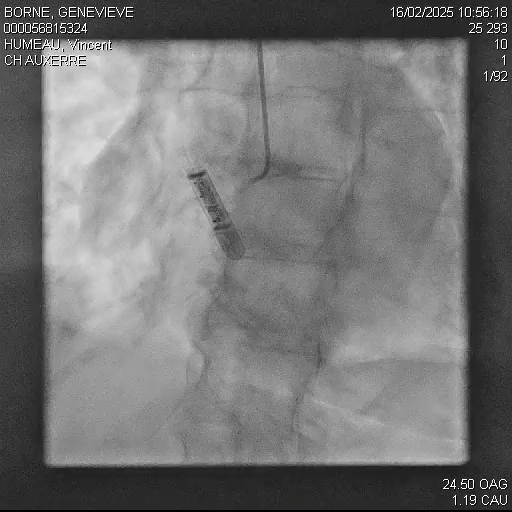 BORNE, GENEVIEVE
16/02/2025 10:56:18
000056815324
25 293
HUMEAU, Vincent
10
CH AUXERRE
1
1/92
24.50 OAG
1.19 CAU